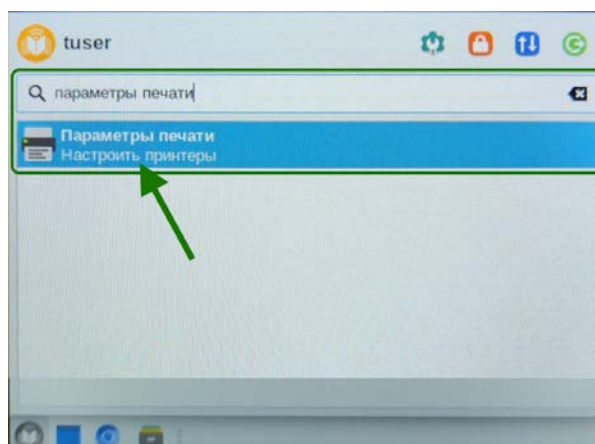 tuser
параметры печати
Параметры печати
Настроить принтеры